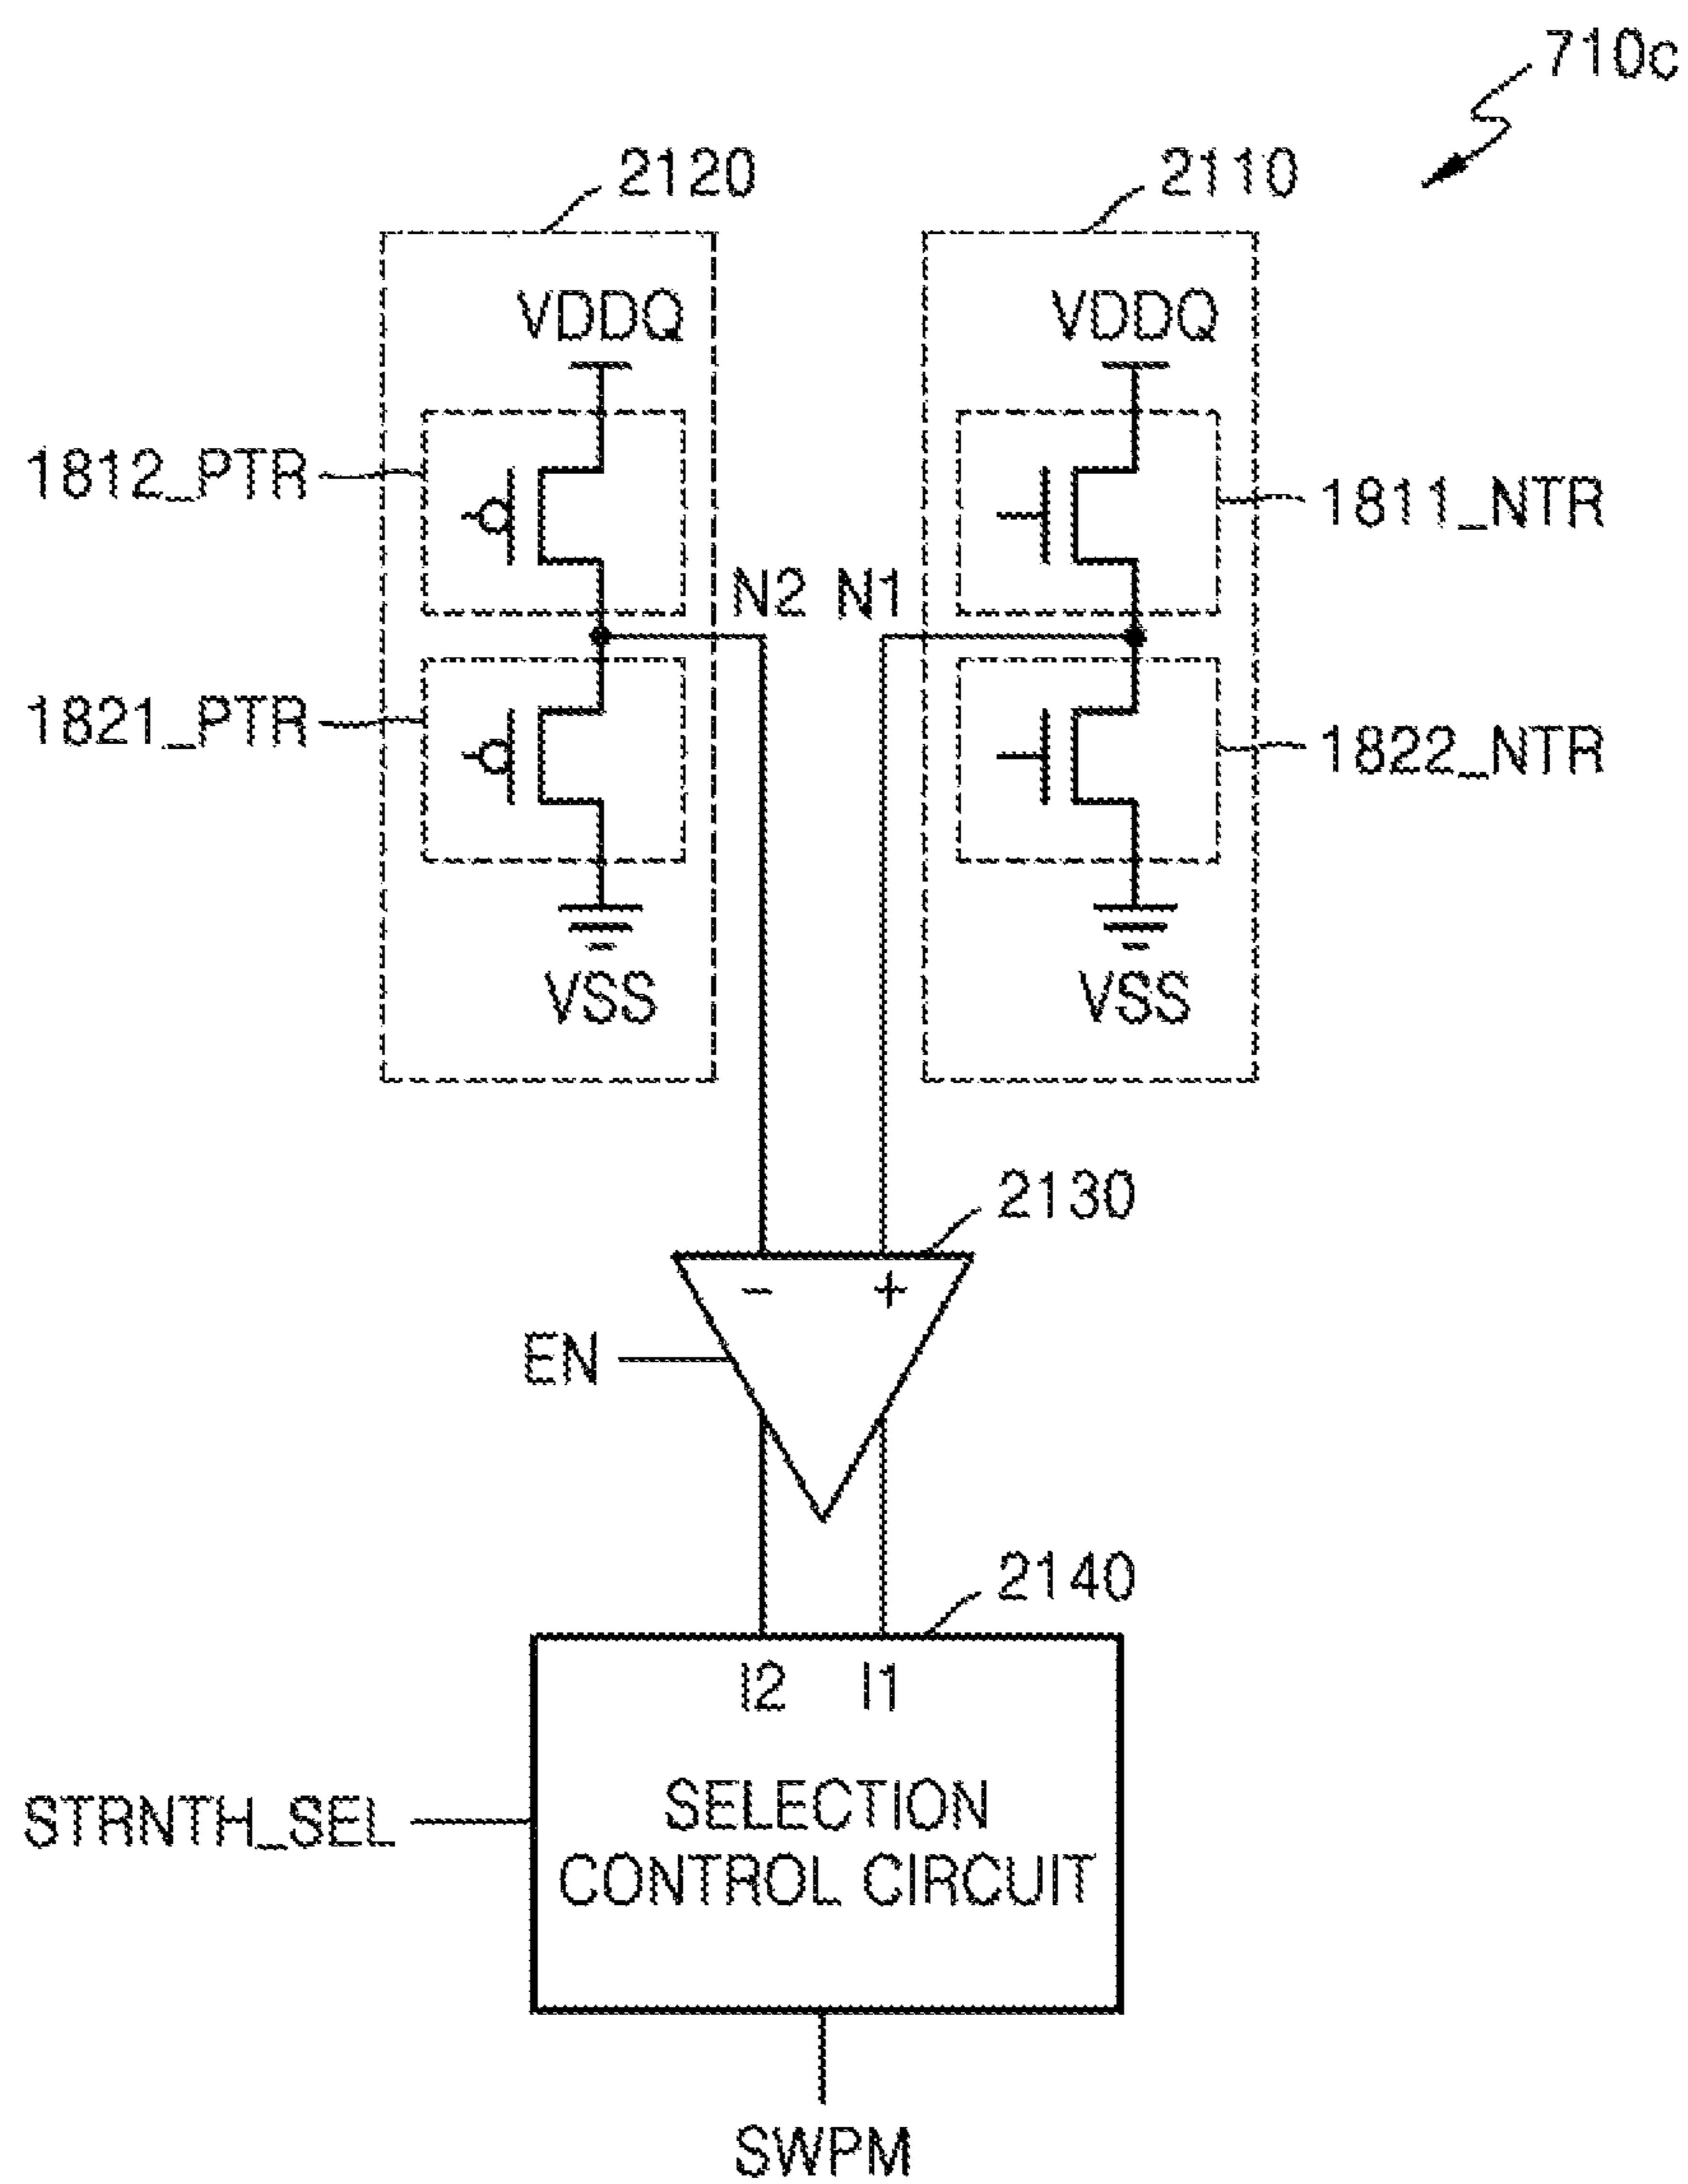 710c
2120
2110
VDDQ
VDDQ
1812_PTR
1811_NTR
N2
N1
1821_PTR
1822_NTR
VSS
VSS
2130
-
+
EN
2140
I2
I1
STRNTH_SEL
SELECTION
CONTROL CIRCUIT
SWPM